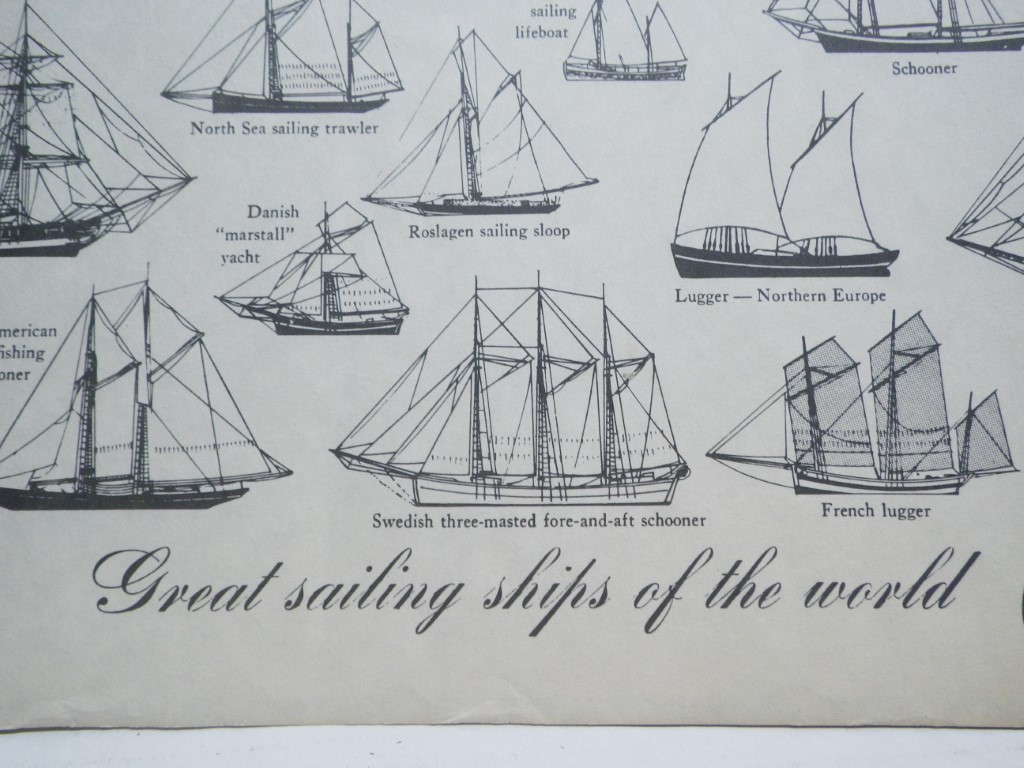 sailing
lifeboat
Schooner
North Sea sailing trawler
Danish
"marstall"
yacht
Roslagen sailing sloop
Lugger — Northern Europe
merican
fishing
oner
Swedish three-masted fore-and-aft schooner
French lugger
Great sailing ships of the world